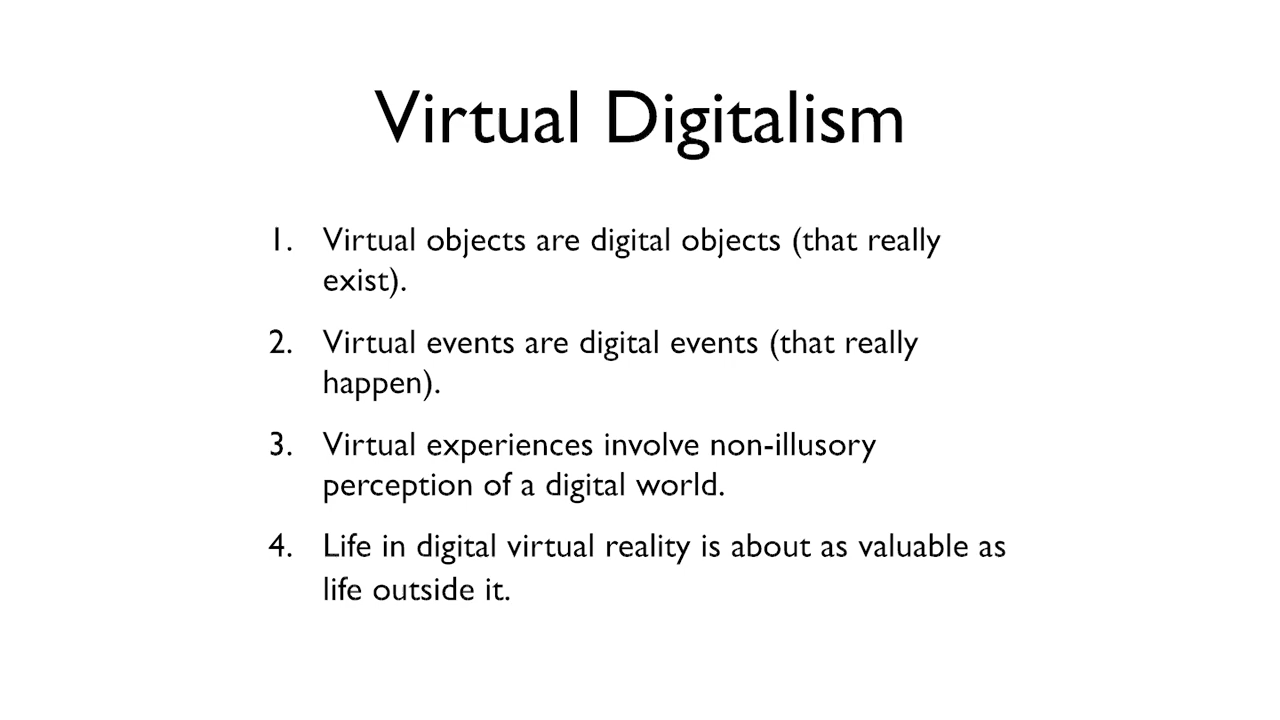 Virtual Digitalism
1. Virtual objects are digital objects (that really
exist).
2. Virtual events are digital events (that really
happen).
3. Virtual experiences involve non-illusory
perception of a digital world.
4. Life in digital virtual reality is about as valuable as
life outside it.